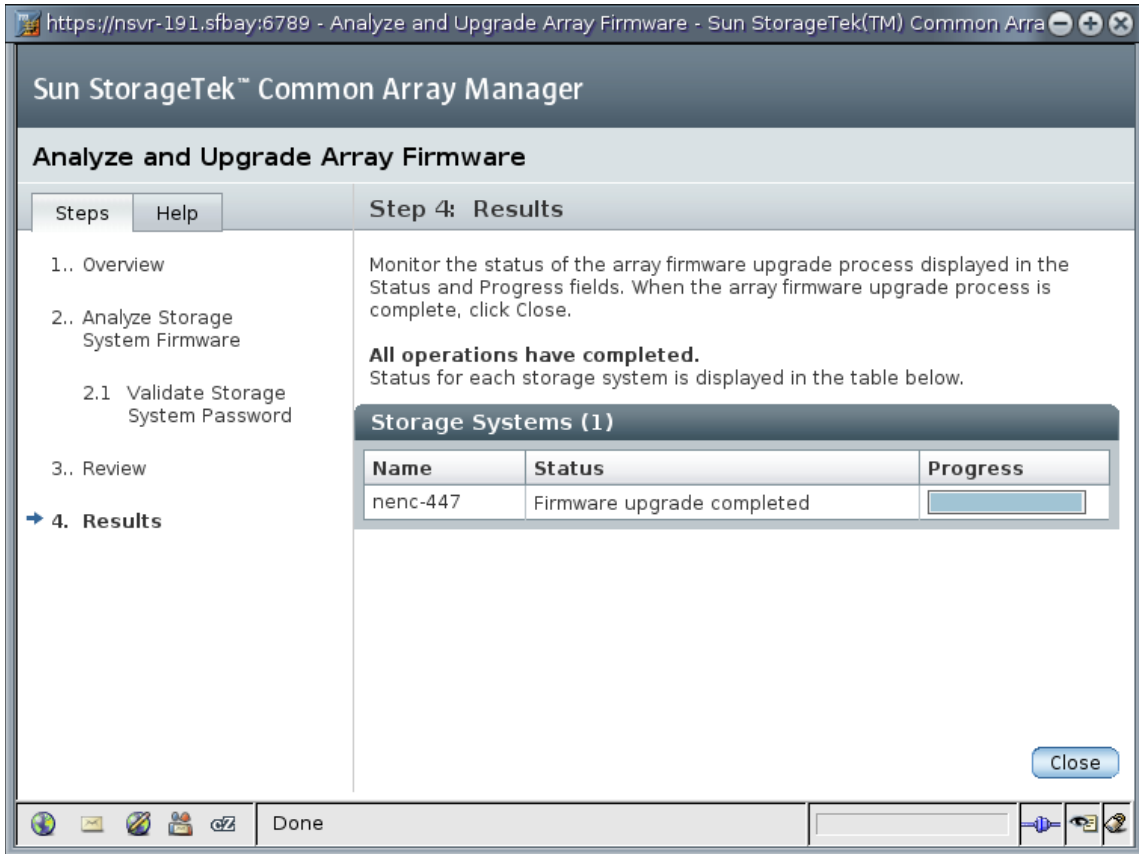 https://nsvr-191.sfbay:6789 - Analyze and Upgrade Array Firmware - Sun StorageTek(TM) Common Arra
Sun StorageTek™ Common Array Manager
Analyze and Upgrade Array Firmware
Steps
Help
1.. Overview
2.. Analyze Storage
System Firmware
2.1 Validate Storage
System Password
3.. Review
4. Results
Step 4: Results
Monitor the status of the array firmware upgrade process displayed in the
Status and Progress fields. When the array firmware upgrade process is
complete, click Close.
All operations have completed.
Status for each storage system is displayed in the table below.
Storage Systems (1)
Name Status Progress
nenc-447 Firmware upgrade completed
Close
Done